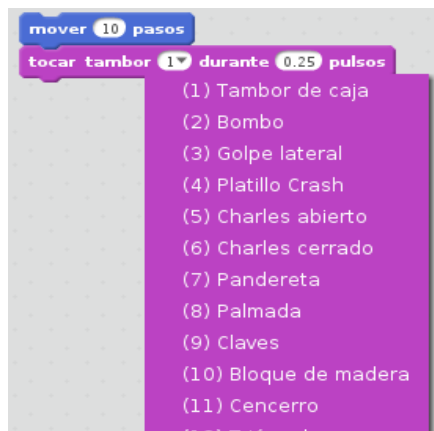 mover 10 pasos
tocar tambor 1 durante 0.25 pulsos
(1) Tambor de caja
(2) Bombo
(3) Golpe lateral
(4) Platillo Crash
(5) Charles abierto
(6) Charles cerrado
(7) Pandereta
(8) Palmada
(9) Claves
(10) Bloque de madera
(11) Cencerro